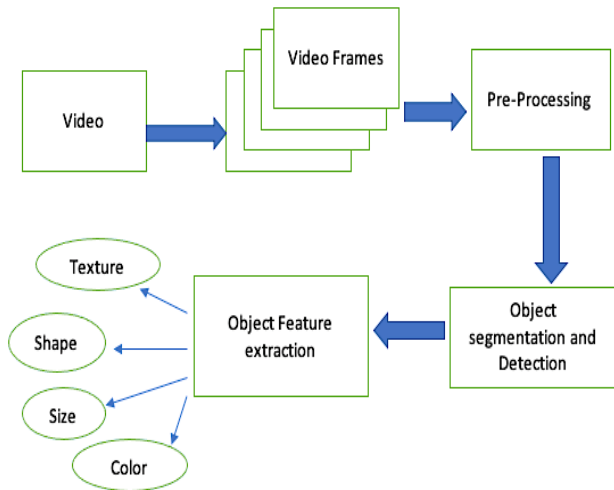 Video
Video Frames
Pre-Processing
Object
segmentation and
Detection
Object Feature
extraction
Texture
Shape
Size
Color